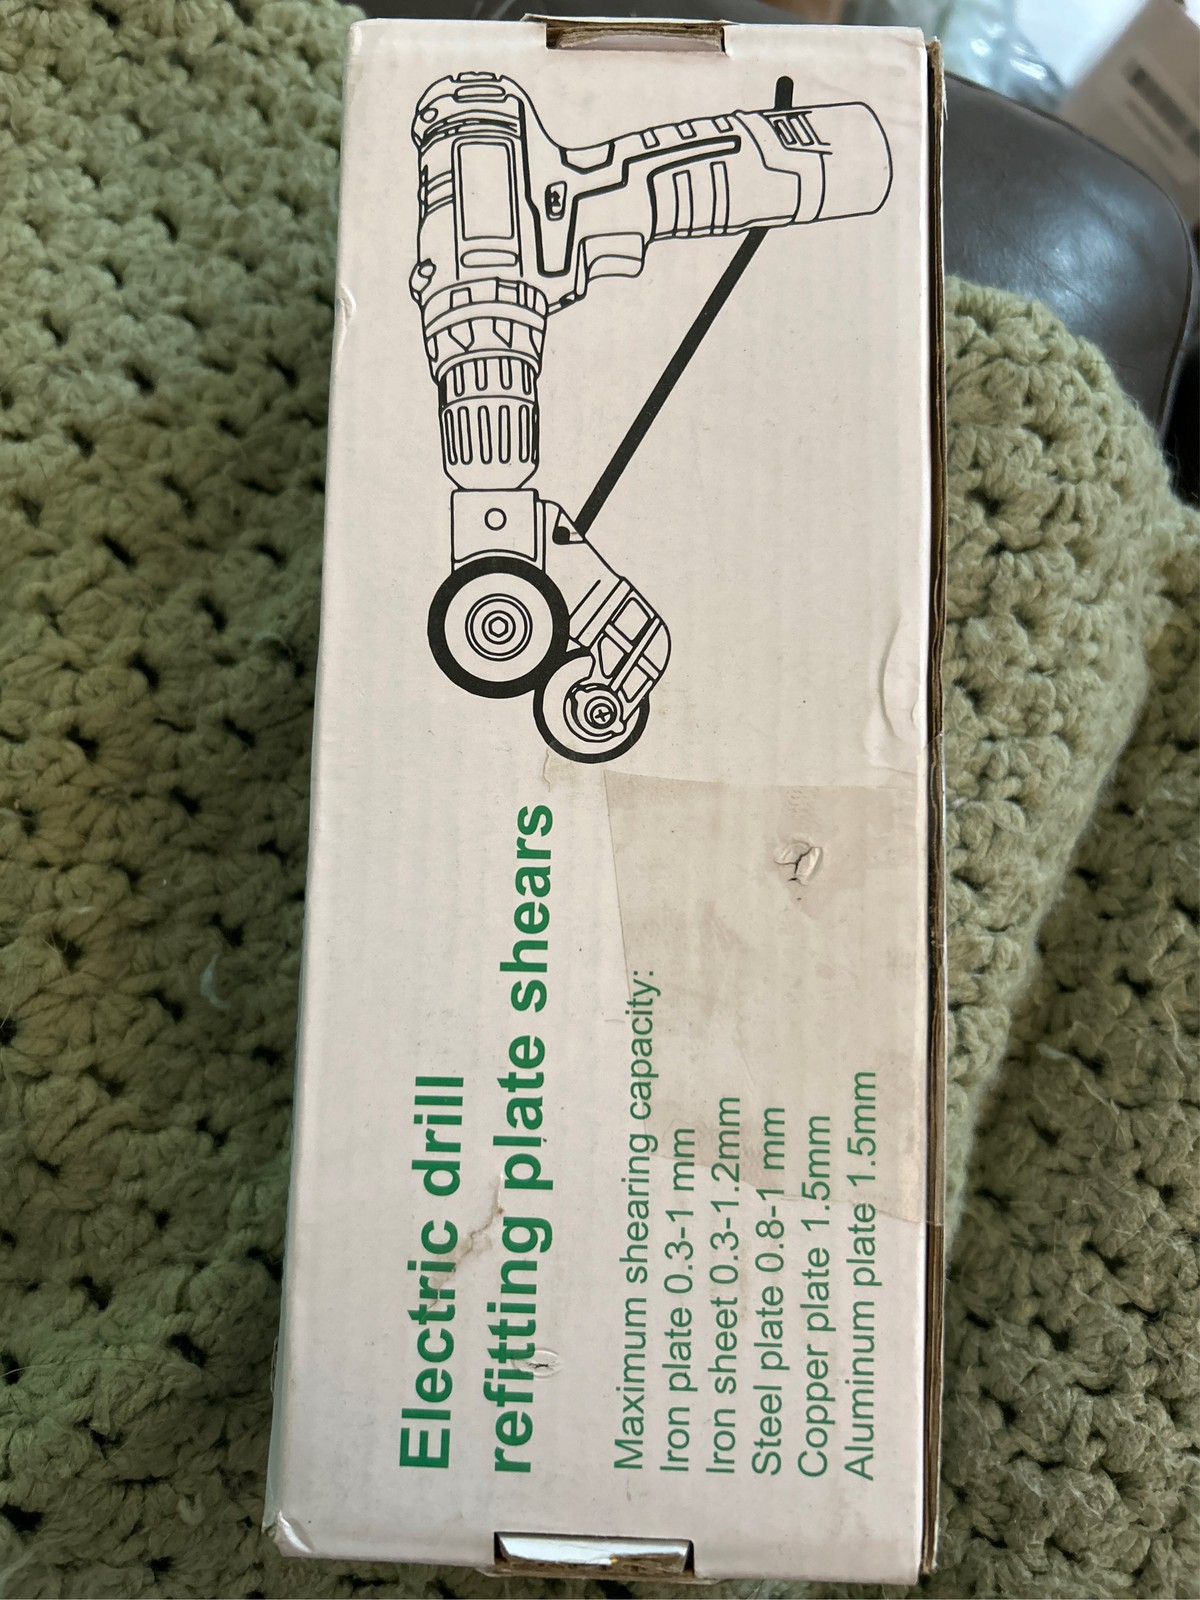 Electric drill
refitting plate shears
Maximum shearing capacity:
Iron plate 0.3-1 mm
Iron sheet 0.3-1.2mm
Steel plate 0.8-1 mm
Copper plate 1.5mm
Aluminum plate 1.5mm